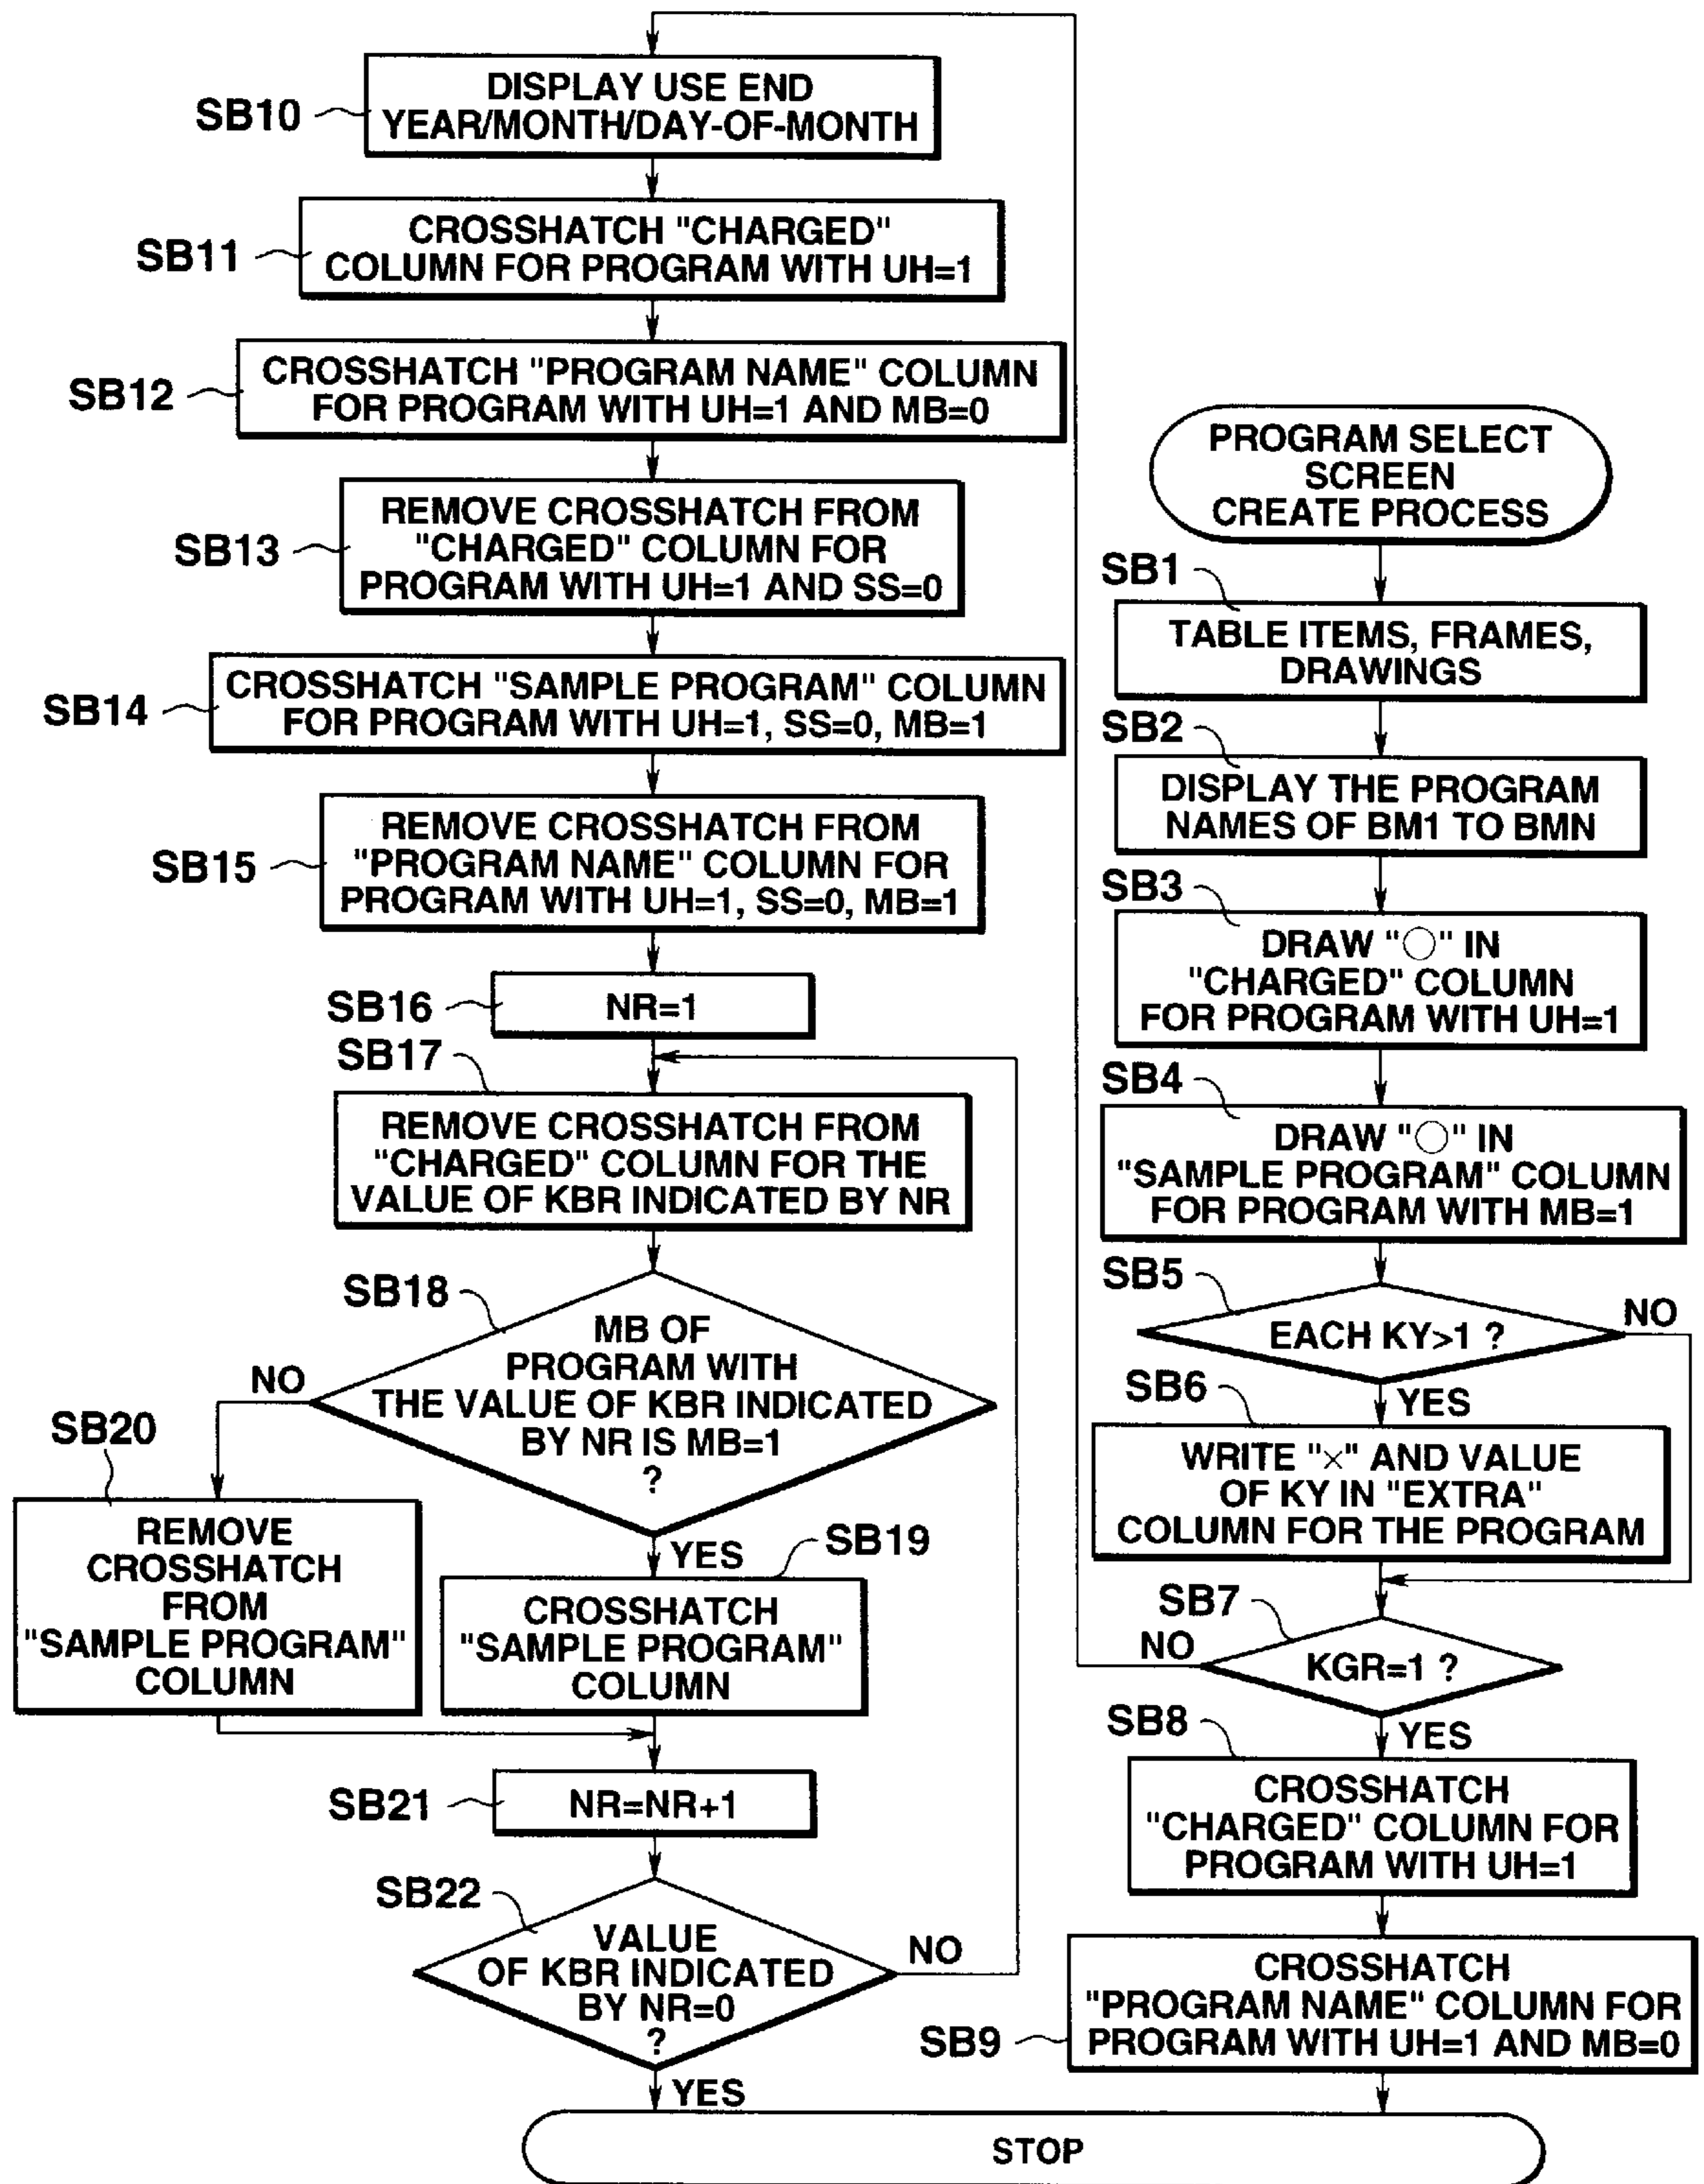 PROGRAM SELECT
SCREEN
CREATE PROCESS
SB1
TABLE ITEMS, FRAMES,
DRAWINGS
SB2
DISPLAY THE PROGRAM
NAMES OF BM1 TO BMN
SB3
DRAW "○" IN
"CHARGED" COLUMN
FOR PROGRAM WITH UH=1
SB4
DRAW "○" IN
"SAMPLE PROGRAM" COLUMN
FOR PROGRAM WITH MB=1
SB5
EACH KY>1 ?
NO
YES
SB6
WRITE "×" AND VALUE
OF KY IN "EXTRA"
COLUMN FOR THE PROGRAM
SB7
KGR=1 ?
NO
YES
SB8
CROSSHATCH
"CHARGED" COLUMN FOR
PROGRAM WITH UH=1
SB9
CROSSHATCH
"PROGRAM NAME" COLUMN FOR
PROGRAM WITH UH=1 AND MB=0
SB10
DISPLAY USE END
YEAR/MONTH/DAY-OF-MONTH
SB11
CROSSHATCH "CHARGED"
COLUMN FOR PROGRAM WITH UH=1
SB12
CROSSHATCH "PROGRAM NAME" COLUMN
FOR PROGRAM WITH UH=1 AND MB=0
SB13
REMOVE CROSSHATCH FROM
"CHARGED" COLUMN FOR
PROGRAM WITH UH=1 AND SS=0
SB14
CROSSHATCH "SAMPLE PROGRAM" COLUMN
FOR PROGRAM WITH UH=1, SS=0, MB=1
SB15
REMOVE CROSSHATCH FROM
"PROGRAM NAME" COLUMN FOR
PROGRAM WITH UH=1, SS=0, MB=1
SB16
NR=1
SB17
REMOVE CROSSHATCH FROM
"CHARGED" COLUMN FOR THE
VALUE OF KBR INDICATED BY NR
SB18
MB OF
PROGRAM WITH
THE VALUE OF KBR INDICATED
BY NR IS MB=1
?
NO
YES
SB20
REMOVE
CROSSHATCH
FROM
"SAMPLE PROGRAM"
COLUMN
SB19
CROSSHATCH
"SAMPLE PROGRAM"
COLUMN
SB21
NR=NR+1
SB22
VALUE
OF KBR INDICATED
BY NR=0
?
NO
YES
STOP